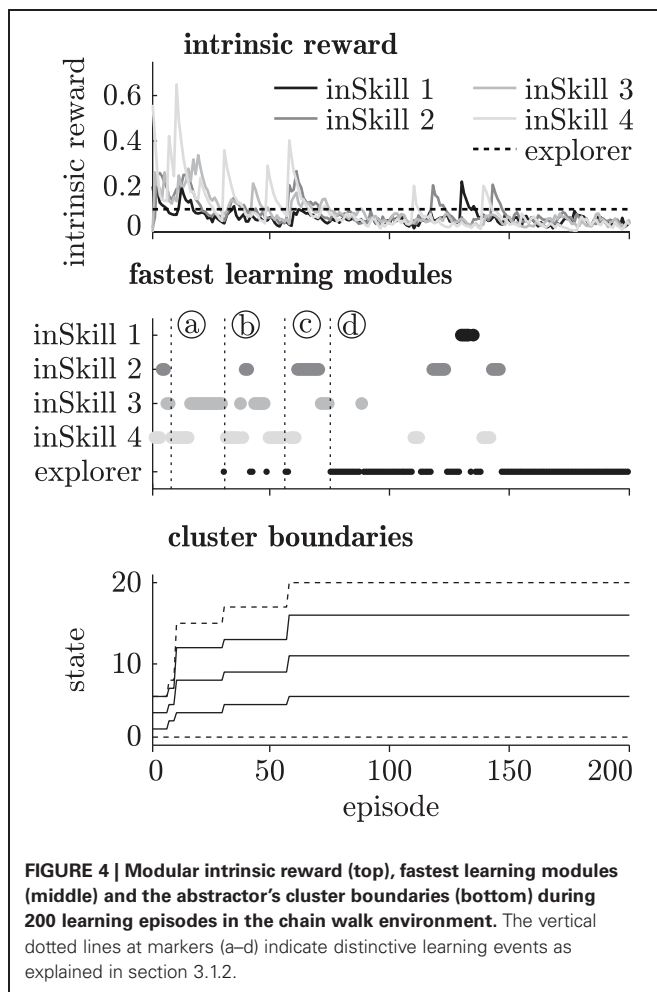 intrinsic reward
intrinsic reward
0.6
0.4
0.2
0
inSkill 1
inSkill 2
inSkill 3
inSkill 4
explorer
fastest learning modules
a b c d
inSkill 1
inSkill 2
inSkill 3
inSkill 4
explorer
cluster boundaries
state
20
10
0
0 50 100 150 200
episode
FIGURE 4 | Modular intrinsic reward (top), fastest learning modules
(middle) and the abstractor’s cluster boundaries (bottom) during
200 learning episodes in the chain walk environment. The vertical
dotted lines at markers (a–d) indicate distinctive learning events as
explained in section 3.1.2.